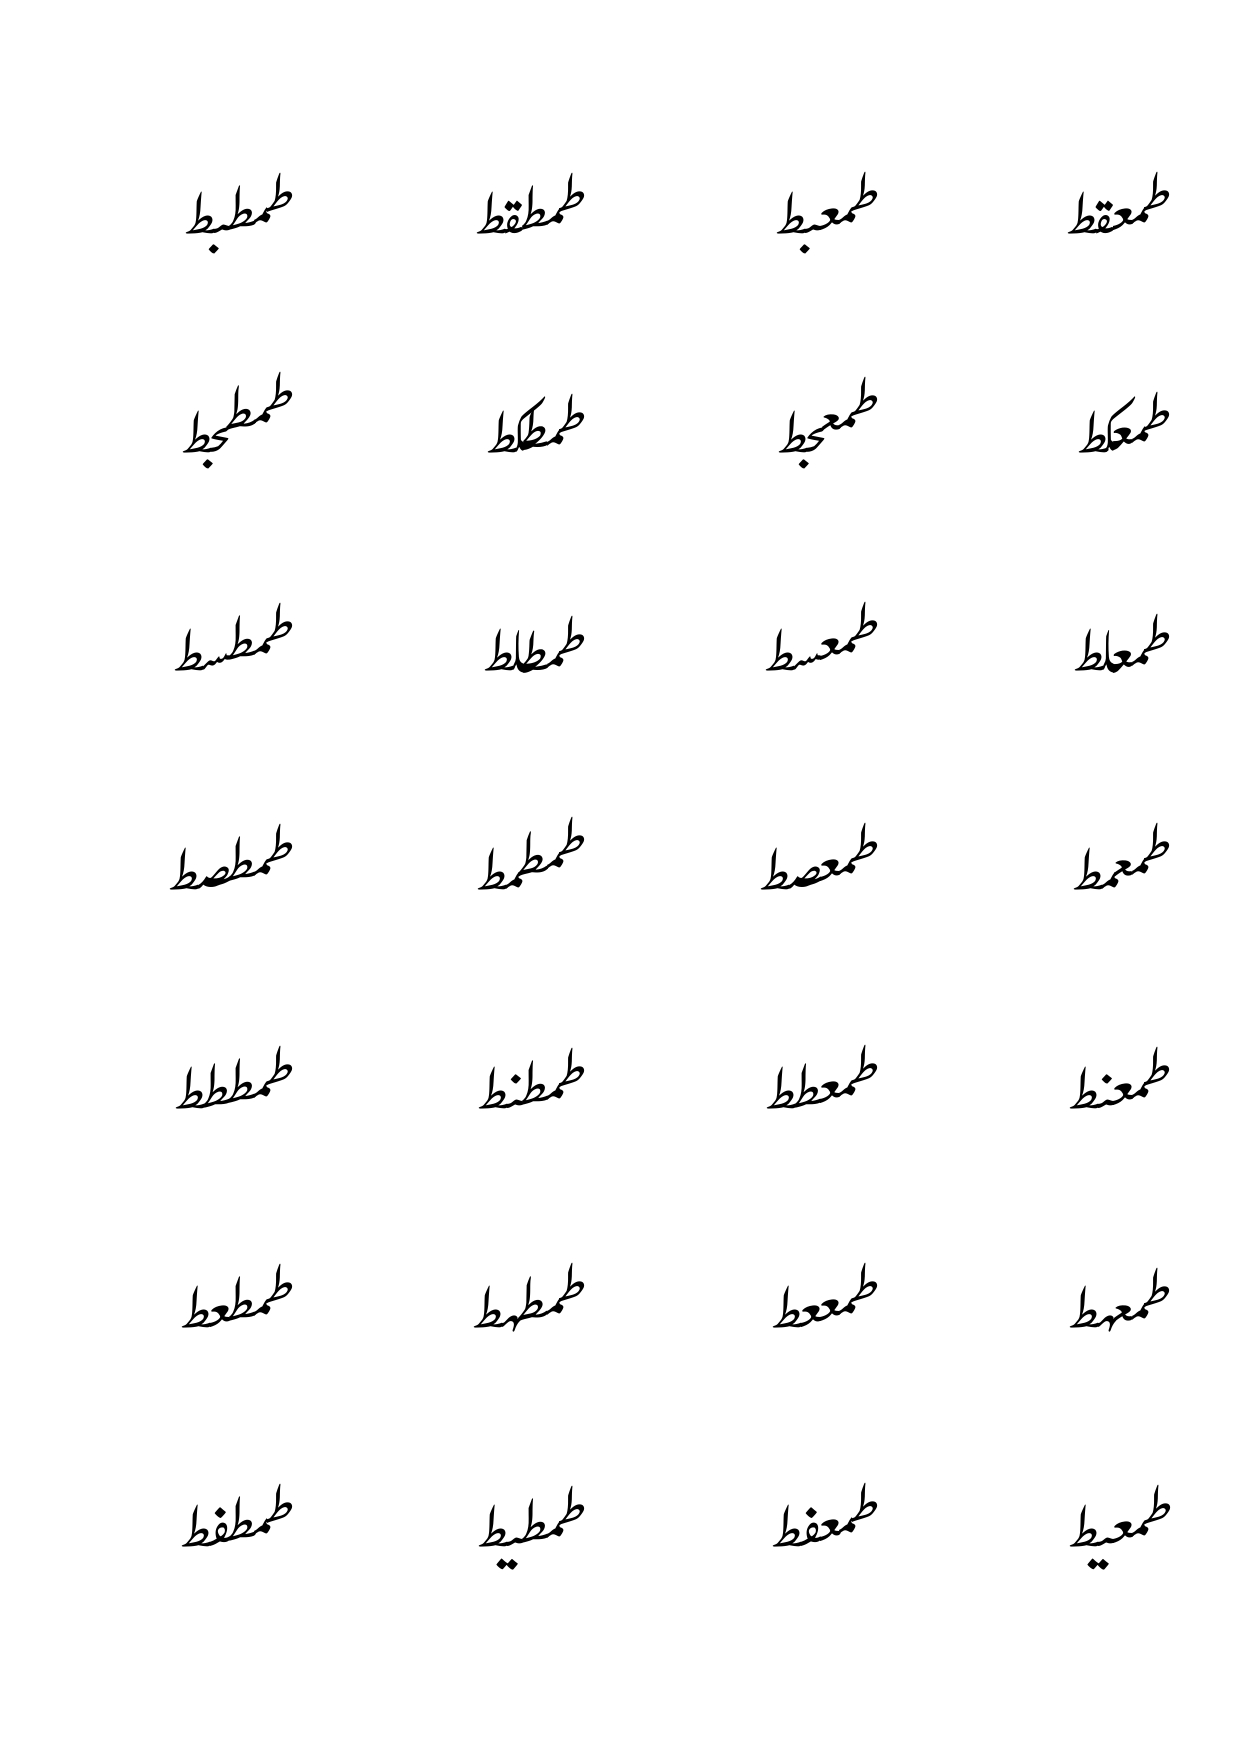 طمعقط طمعبط طمطقط طمطبط
طمعكط طمعجط طمطكط طمطجط
طمعلط طمعسط طمطلط طمطسط
طمعمط طمعصط طمطمط طمطصط
طمعنط طمعطط طمطنط طمططط
طمعهط طمععط طمطهط طمطعط
طمعيط طمعفط طمطيط طمطفط